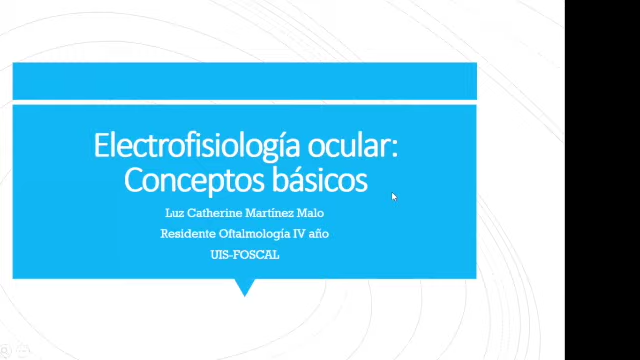 Electrofisiología ocular:
Conceptos básicos
Luz Catherine Martínez Malo
Residente Oftalmología IV año
UIS-FOSCAL